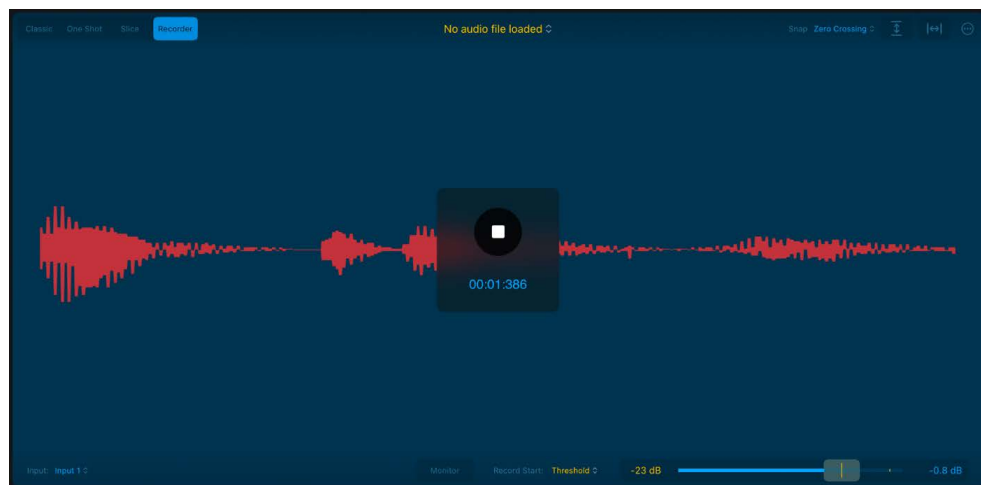 Classic One Shot Slice Recorder No audio file loaded Snap Zero Crossing
00:01:386
Input: Input 1 Monitor Record Start: Threshold -23 dB -0.8 dB